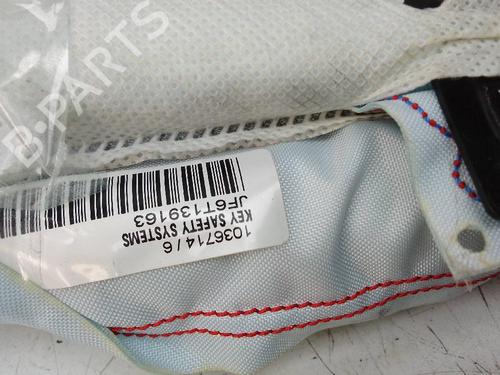 B-PARTS
1036714 / 6
KEY SAFETY SYSTEMS
JF6T139163